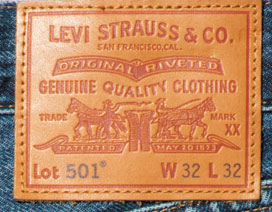 LEVI STRAUSS & CO.
SAN FRANCISCO, CAL.
ORIGINAL RIVETED
GENUINE QUALITY CLOTHING
TRADE MARK
XX
PATENTED MAY 20 1873
Lot 501® W 32 L 32